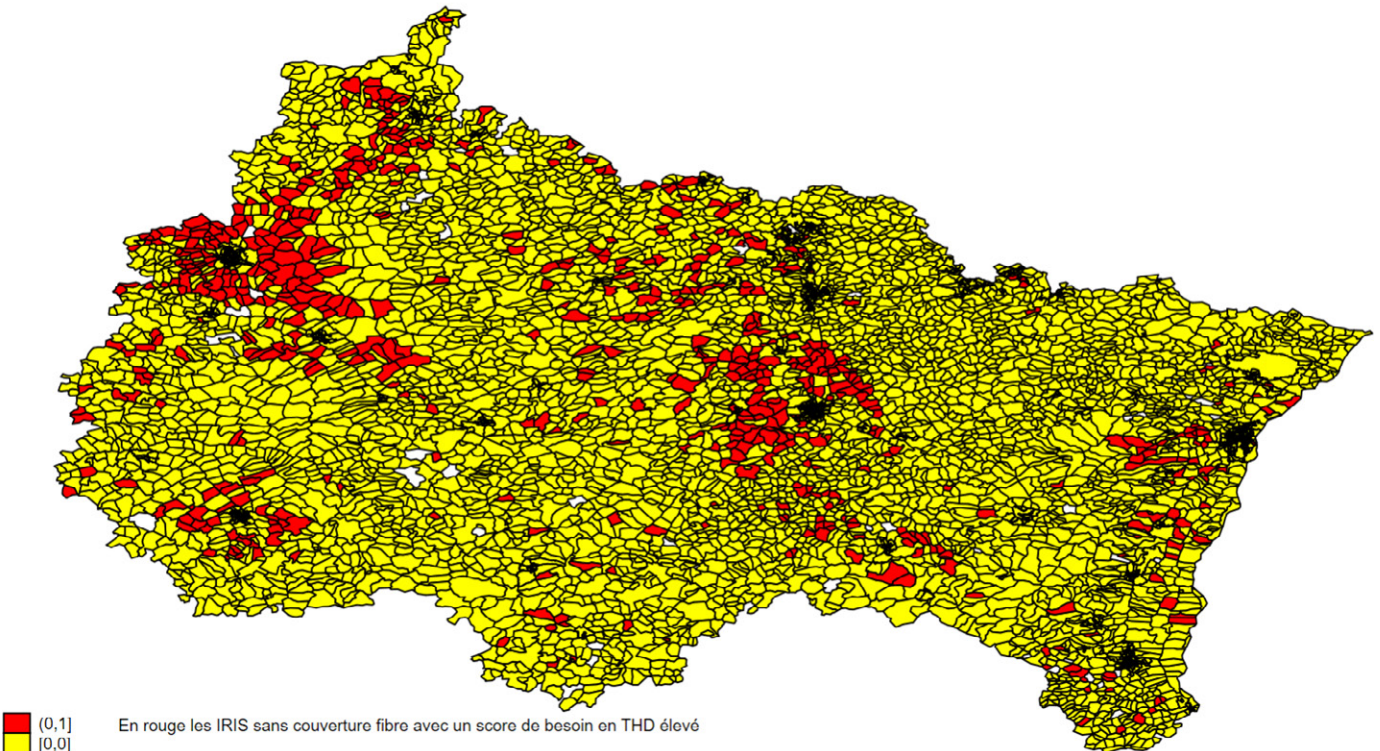 (0,1] En rouge les IRIS sans couverture fibre avec un score de besoin en THD élevé
[0,0]